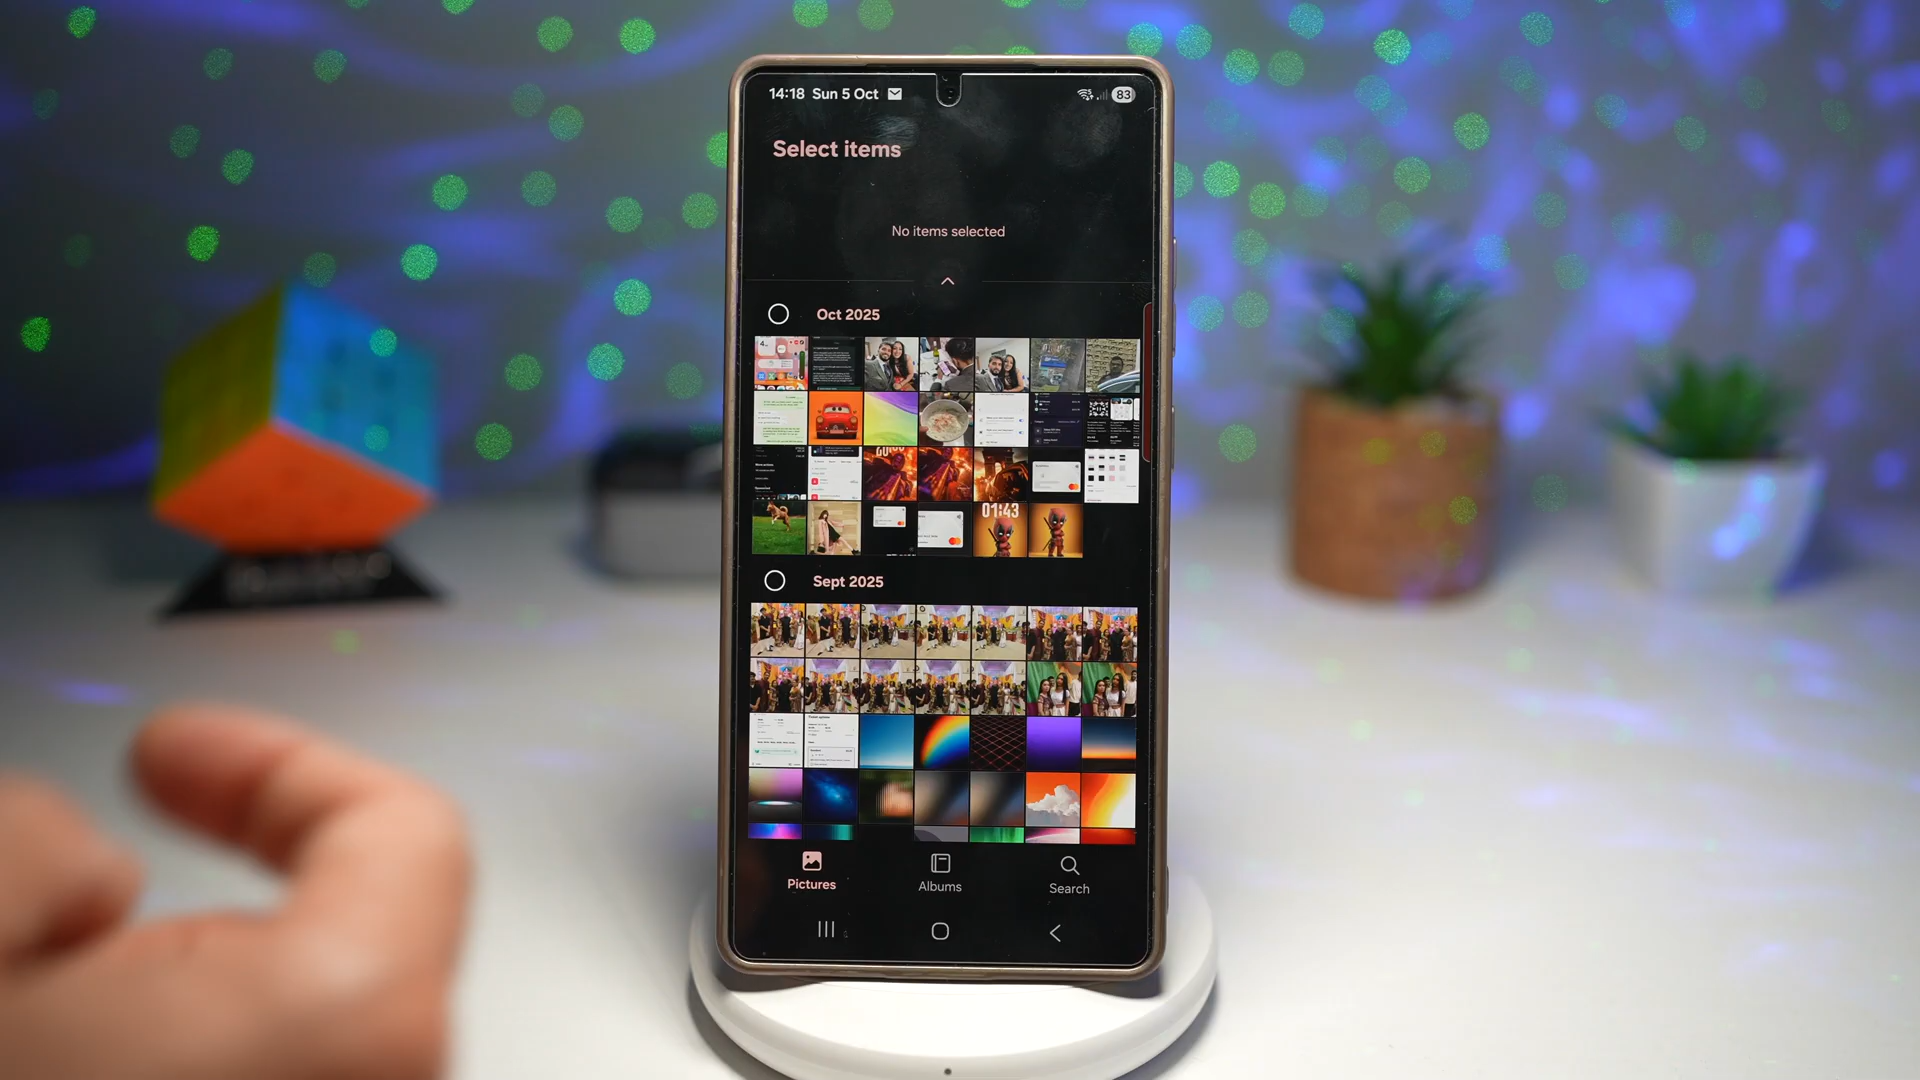 14:18 Sun 5 Oct
83
Select items
No items selected
Oct 2025
01:43
Sept 2025
Pictures
Albums
Search